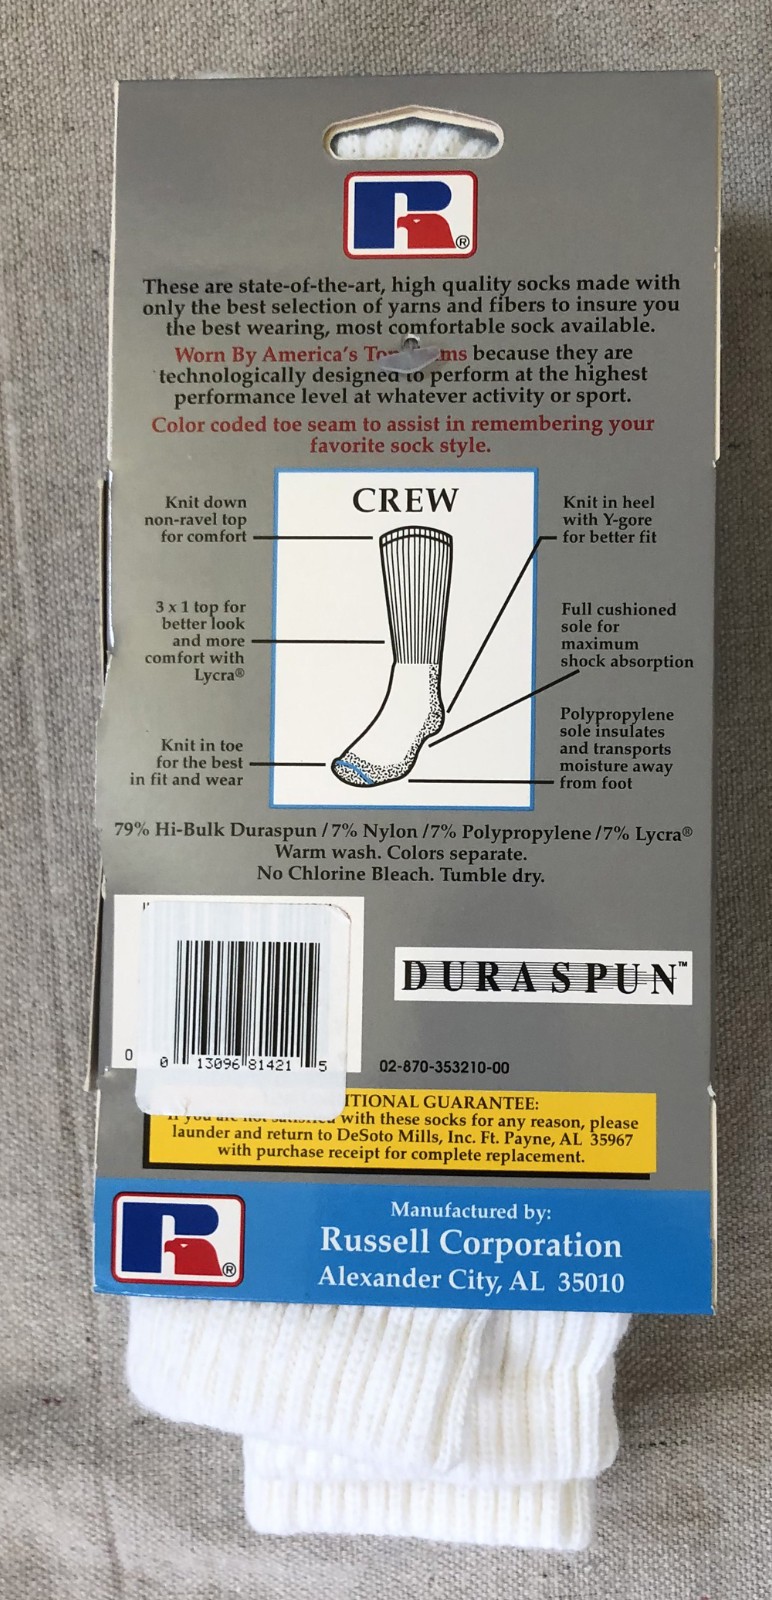 R®
These are state-of-the-art, high quality socks made with
only the best selection of yarns and fibers to insure you
the best wearing, most comfortable sock available.
Worn By America's because they are
technologically designed to perform at the highest
performance level at whatever activity or sport.
Color coded toe seam to assist in remembering your
favorite sock style.
CREW
Knit down
non-ravel top
for comfort
3 x 1 top for
better look
and more
comfort with
Lycra®
Knit in toe
for the best
in fit and wear
Knit in heel
with Y-gore
for better fit
Full cushioned
sole for
maximum
shock absorption
Polypropylene
sole insulates
and transports
moisture away
from foot
79% Hi-Bulk Duraspun / 7% Nylon / 7% Polypropylene / 7% Lycra®
Warm wash. Colors separate.
No Chlorine Bleach. Tumble dry.
0
0 13096 81421 5
DURASPUN™
02-870-353210-00
GUARANTEE:
with these socks for any reason, please
launder and return to DeSoto Mills, Inc. Ft. Payne, AL 35967
with purchase receipt for complete replacement.
R®
Manufactured by:
Russell Corporation
Alexander City, AL 35010